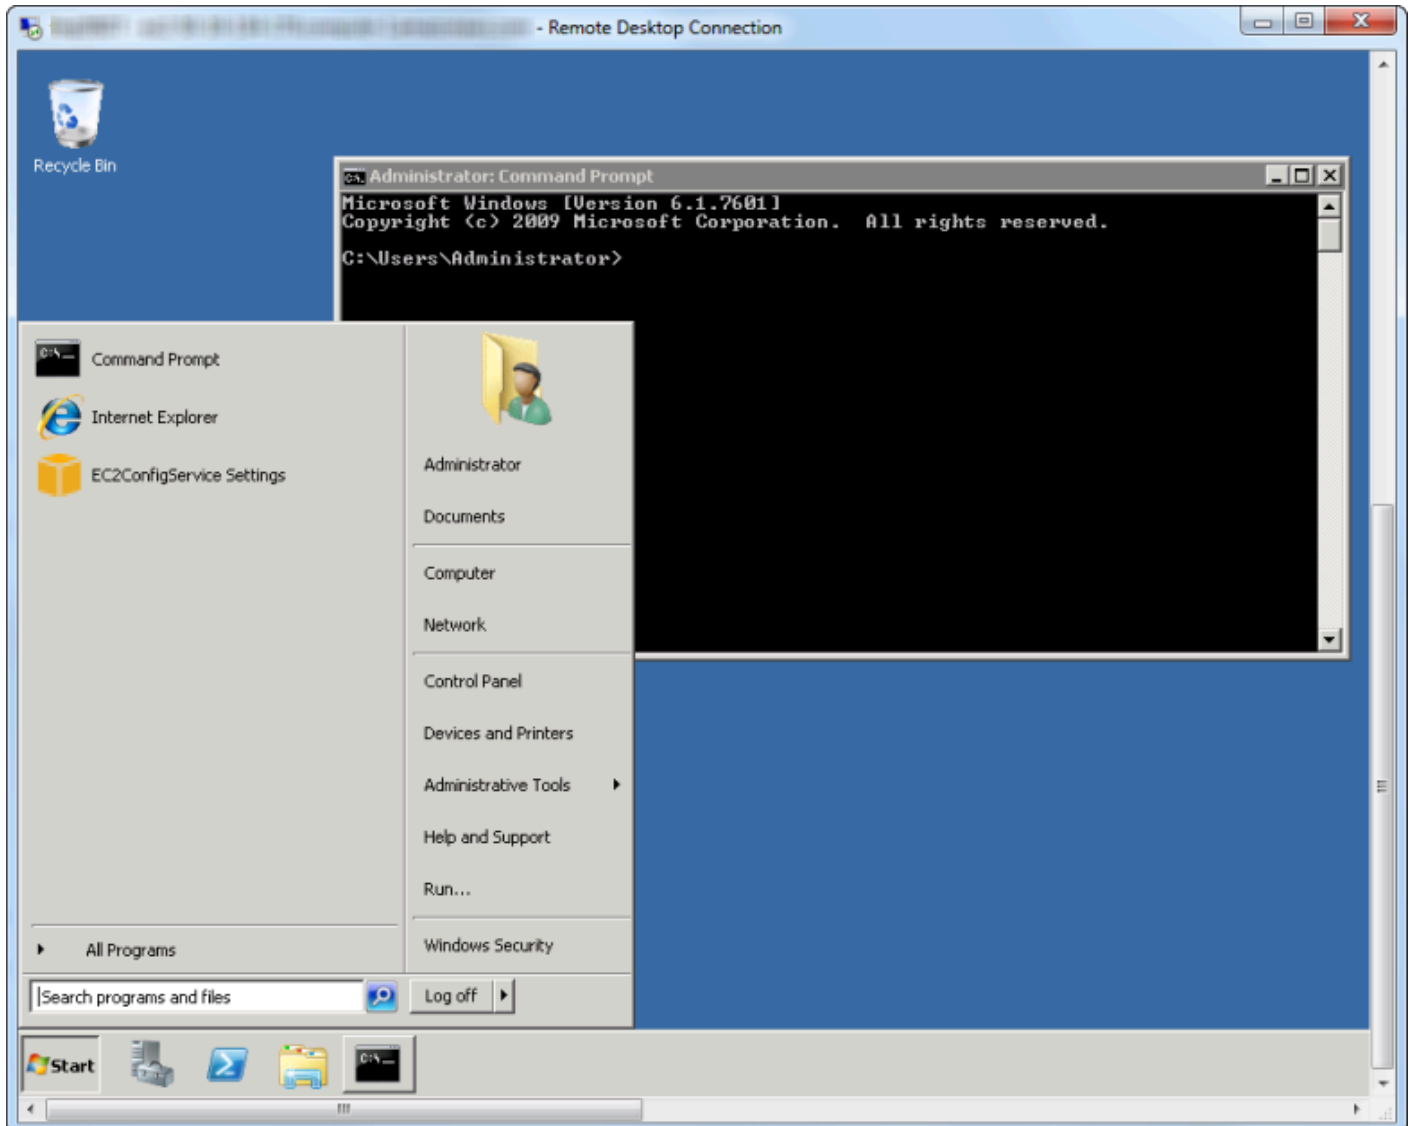 - Remote Desktop Connection
Recycle Bin
Administrator: Command Prompt
Microsoft Windows [Version 6.1.7601]
Copyright (c) 2009 Microsoft Corporation.  All rights reserved.
C:\Users\Administrator>
Command Prompt
Internet Explorer
EC2ConfigService Settings
All Programs
Search programs and files
Administrator
Documents
Computer
Network
Control Panel
Devices and Printers
Administrative Tools
Help and Support
Run...
Windows Security
Log off
Start